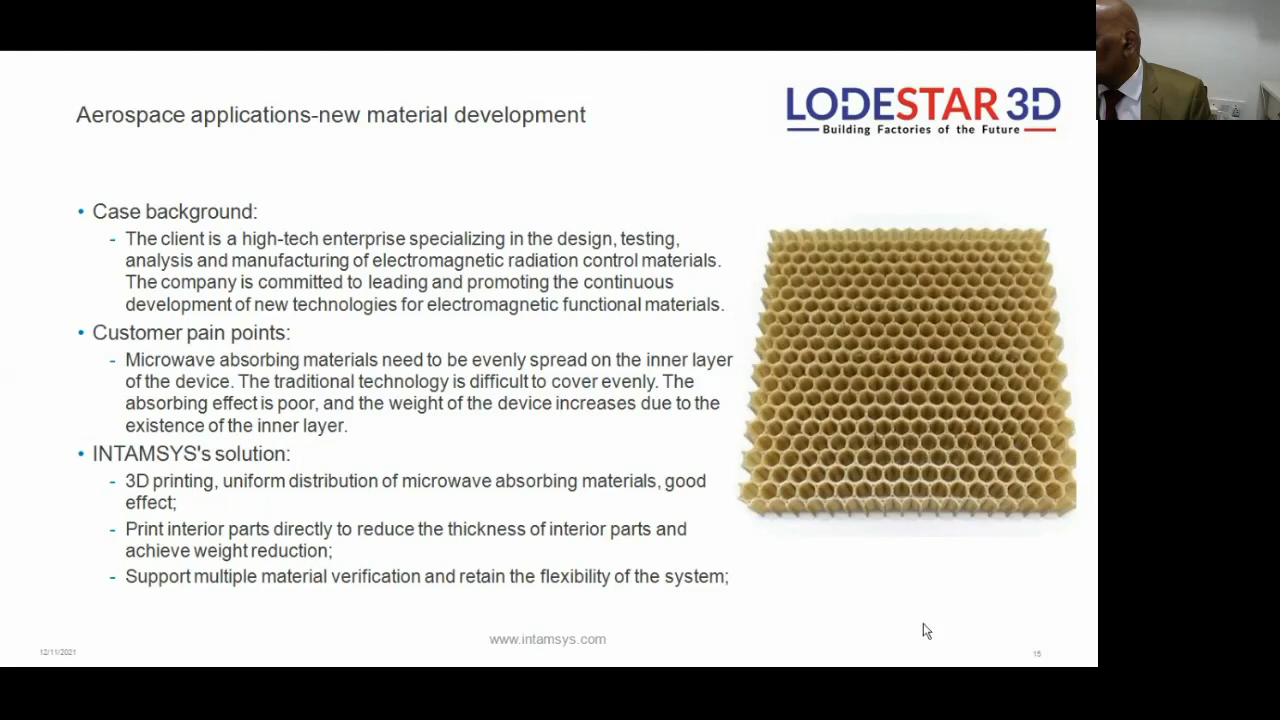 Aerospace applications-new material development
LODESTAR 3D
Building Factories of the Future
• Case background:
- The client is a high-tech enterprise specializing in the design, testing,
analysis and manufacturing of electromagnetic radiation control materials.
The company is committed to leading and promoting the continuous
development of new technologies for electromagnetic functional materials.
• Customer pain points:
- Microwave absorbing materials need to be evenly spread on the inner layer
of the device. The traditional technology is difficult to cover evenly. The
absorbing effect is poor, and the weight of the device increases due to the
existence of the inner layer.
• INTAMSYS's solution:
- 3D printing, uniform distribution of microwave absorbing materials, good
effect;
- Print interior parts directly to reduce the thickness of interior parts and
achieve weight reduction;
- Support multiple material verification and retain the flexibility of the system;
www.intamsys.com
12/11/2021
15